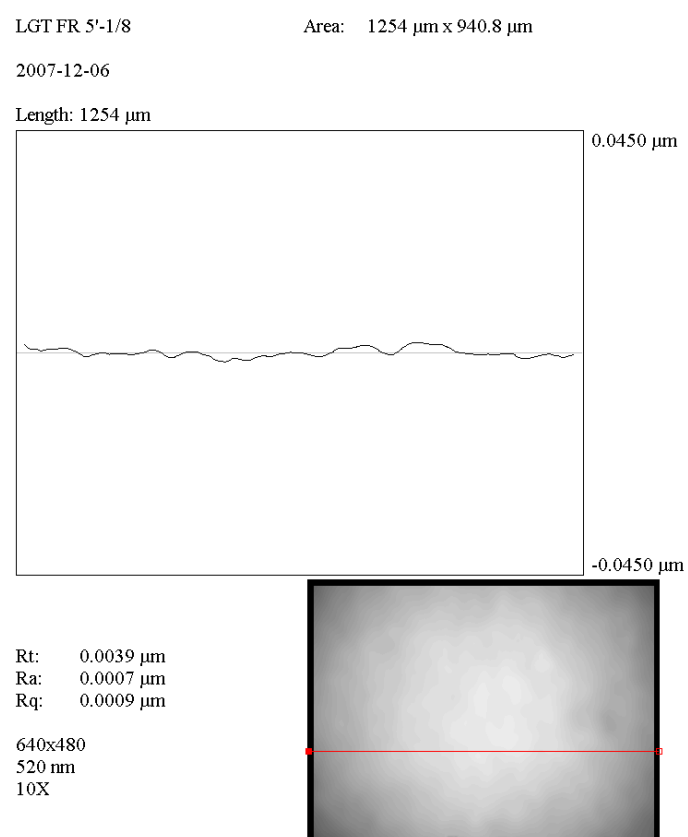 LGT FR 5'-1/8 Area: 1254 µm x 940.8 µm
2007-12-06
Length: 1254 µm
0.0450 µm
-0.0450 µm
Rt: 0.0039 µm
Ra: 0.0007 µm
Rq: 0.0009 µm
640x480
520 nm
10X